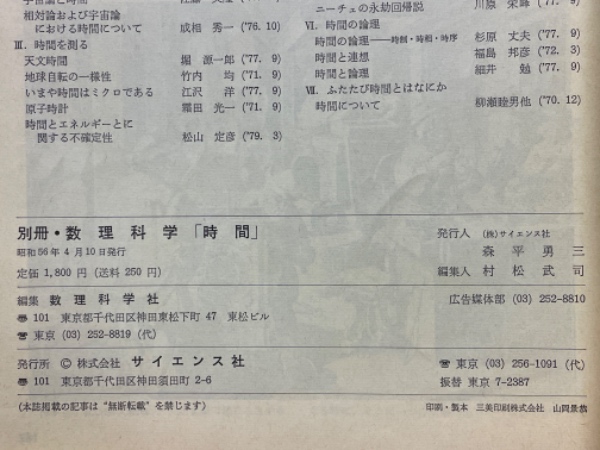 相対論および宇宙論
における時間について 成相 秀一 ('76. 10)
Ⅲ. 時間を測る
天文時間 堀 源一郎 ('77. 9)
地球自転の一様性 竹内 均 ('71. 9)
いまや時間はミクロである 江沢 洋 ('77. 9)
原子時計 霜田 光一 ('71. 9)
時間とエネルギーとに
関する不確定性 松山 定彦 ('79. 3)
ニーチェの永劫回帰説 川原 栄峰 ('77. 9)
Ⅵ. 時間の論理
時間の論理——時制・時相・時序 杉原 丈夫 ('77. 9)
時間と連想 福島 邦彦 ('72. 3)
時間と論理 細井 勉 ('77. 9)
Ⅶ. ふたたび時間とはなにか
時間について 柳瀬睦男他 ('70. 12)
別冊・数理科学「時間」
昭和56年4月10日発行
定価 1,800 円 (送料 250 円)
発行人 (株)サイエンス社
森平勇三
編集人 村松武司
編集 数理科学社
〠 101 東京都千代田区神田東松下町 47 東松ビル
☎ 東京 (03) 252-8819 (代)
広告媒体部 (03) 252-8810
発行所 © 株式会社 サイエンス社
〠 101 東京都千代田区神田須田町 2-6
☎ 東京 (03) 256-1091 (代)
振替 東京 7-2387
(本誌掲載の記事は"無断転載"を禁じます)
印刷・製本 三美印刷株式会社 山岡景哉